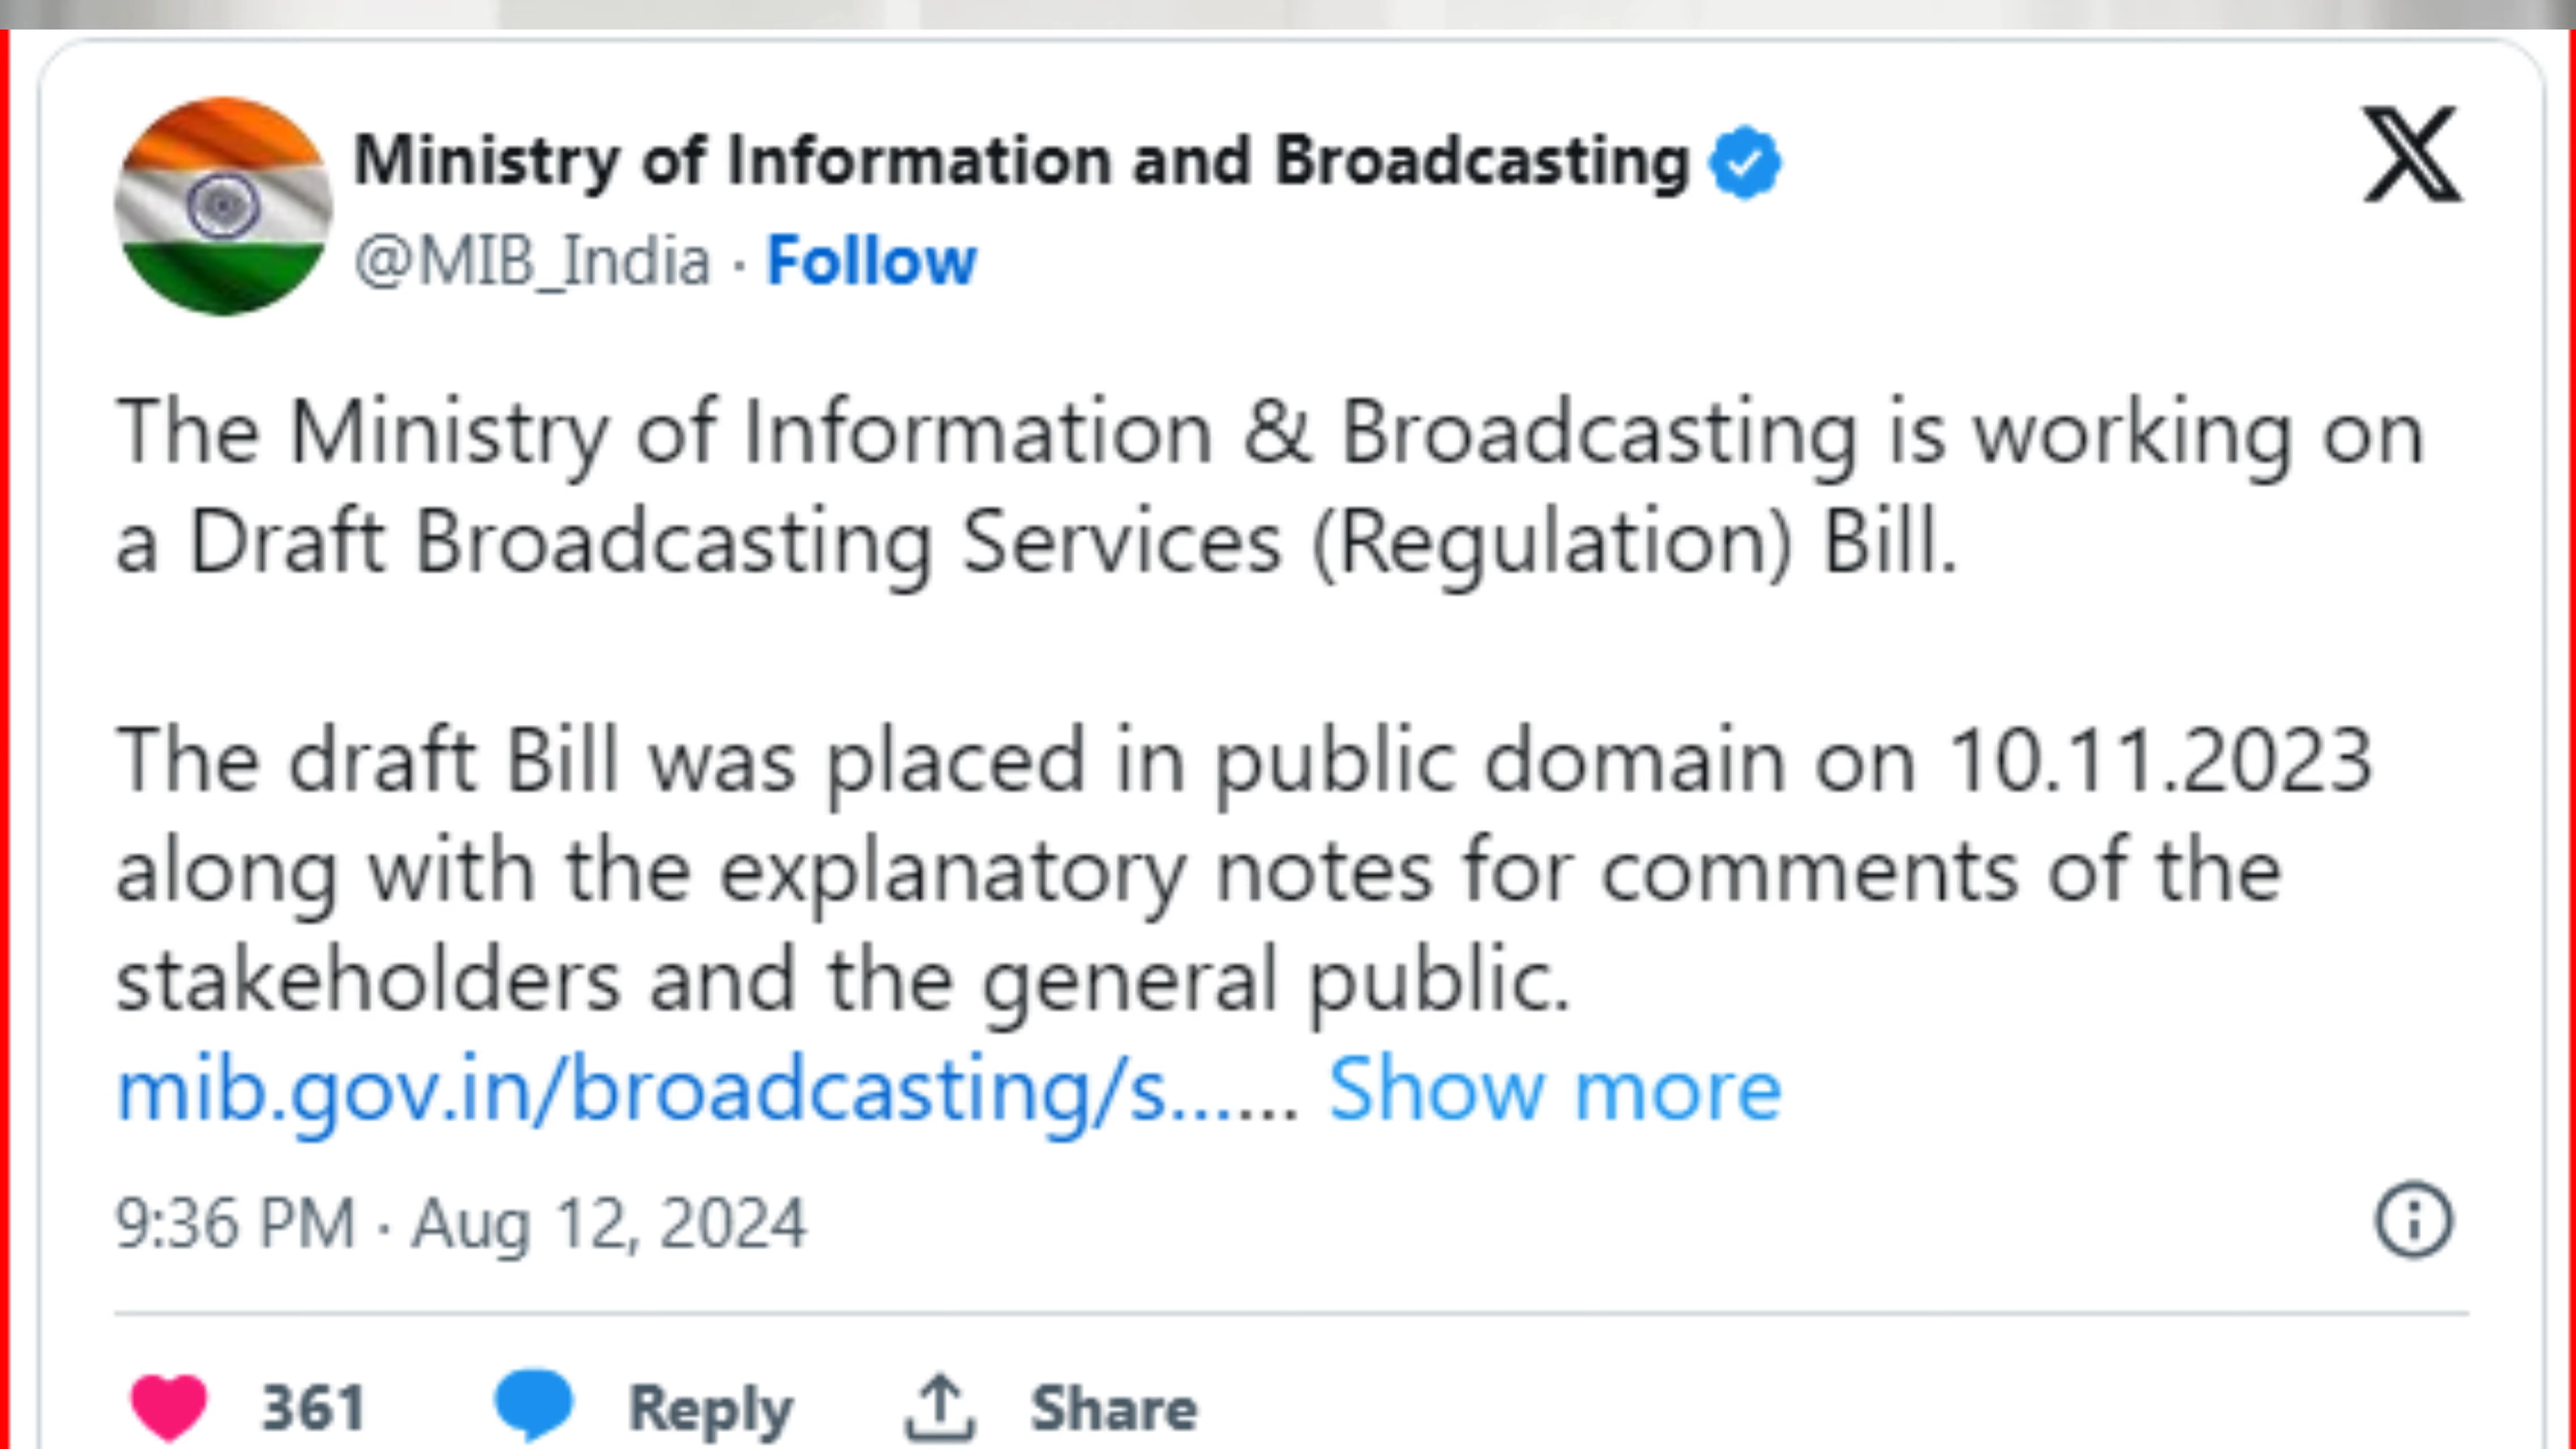 Ministry of Information and Broadcasting
@MIB_India · Follow
The Ministry of Information & Broadcasting is working on
a Draft Broadcasting Services (Regulation) Bill.
The draft Bill was placed in public domain on 10.11.2023
along with the explanatory notes for comments of the
stakeholders and the general public.
mib.gov.in/broadcasting/s...... Show more
9:36 PM · Aug 12, 2024
361 Reply Share